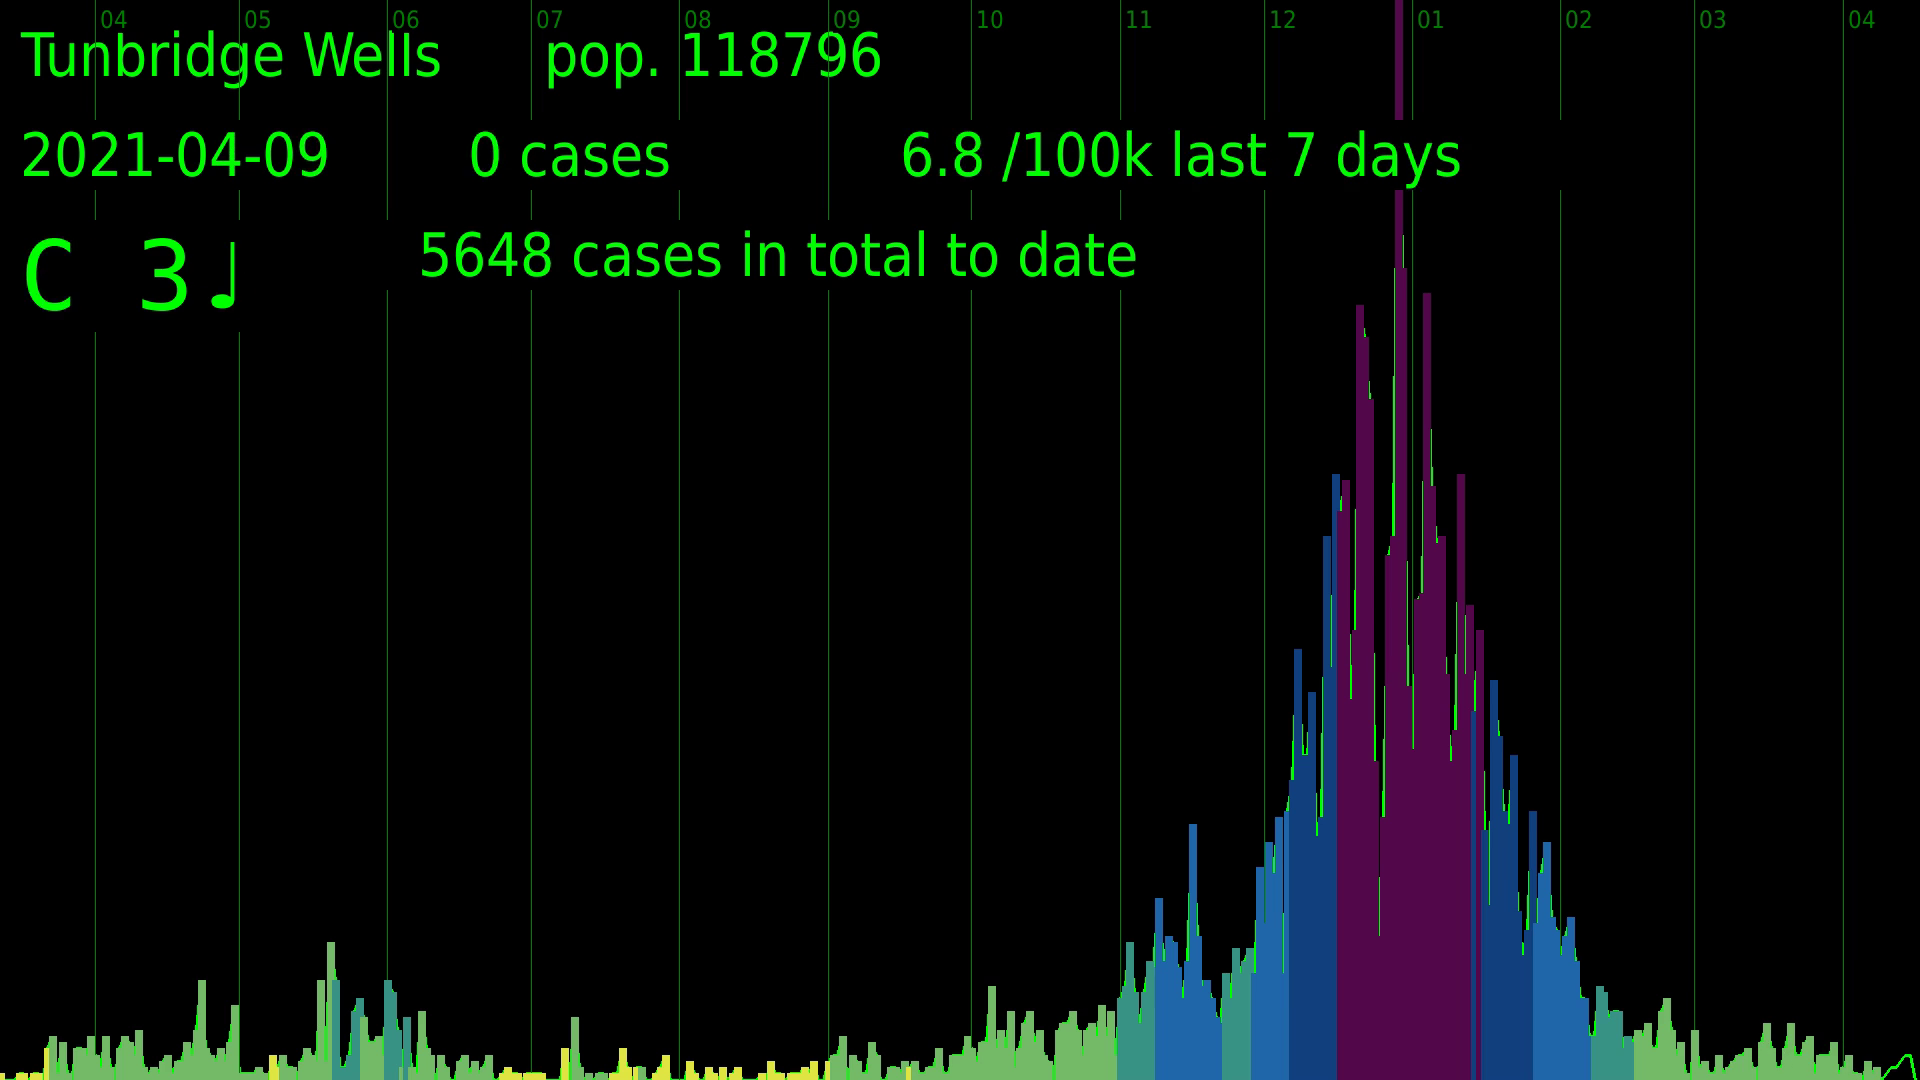 04 05 06 07 08 09 10 11 12 01 02 03 04
Tunbridge Wells pop. 118796
2021-04-09 0 cases 6.8 /100k last 7 days
C 3♩ 5648 cases in total to date